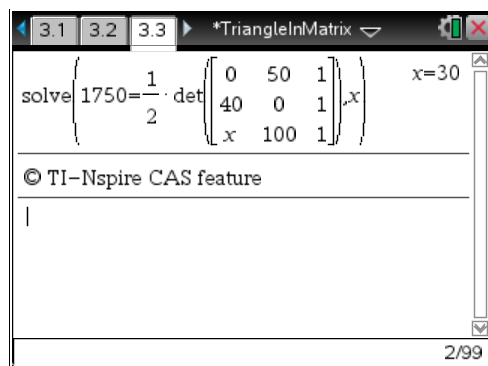 3.1 3.2 3.3 *TriangleInMatrix
solve(1750=1/2·det([0 50 1; 40 0 1; x 100 1]),x) x=30
© TI-Nspire CAS feature
2/99